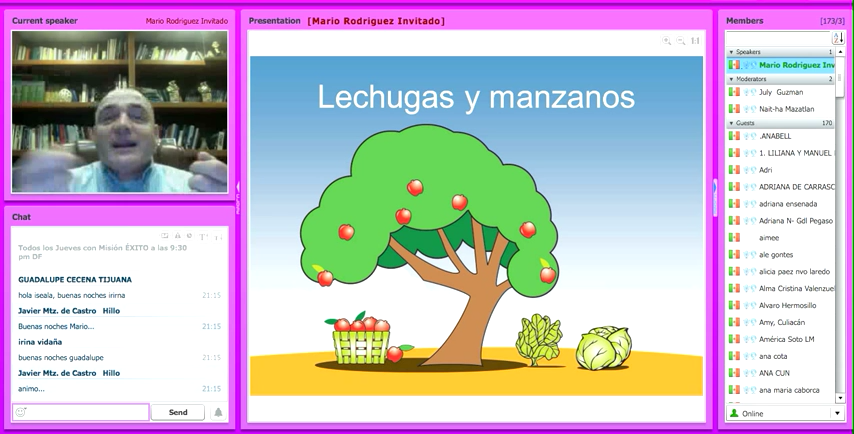 Current speaker
Mario Rodriguez Invitado
Chat
Todos los Jueves con Misión ÉXITO a las 9:30
pm DF
GUADALUPE CECENA TIJUANA
hola iseala, buenas noches irirna 21:15
Javier Mtz. de Castro Hillo
Buenas noches Mario... 21:15
irina vidaña
buenas noches guadalupe 21:15
Javier Mtz. de Castro Hillo
animo... 21:15
Send
Presentation [Mario Rodriguez Invitado]
1:1
Lechugas y manzanos
Members [173/3]
Speakers 1
Mario Rodriguez Inv
Moderators 2
July Guzman
Nait-ha Mazatlan
Guests 170
.ANABELL
1. LILIANA Y MANUEL
Adri
ADRIANA DE CARRASC
adriana ensenada
Adriana N- Gdl Pegaso
aimee
ale gontes
alicia paez nvo laredo
Alma Cristina Valenzuel
Alvaro Hermosillo
Amy, Culiacán
América Soto LM
ana cota
ANA CUN
ana maria caborca
Online